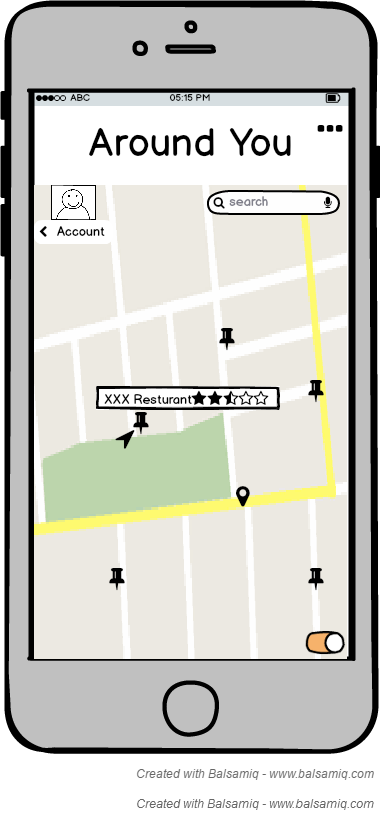 ABC 05:15 PM
Around You
search
Account
XXX Resturant
Created with Balsamiq - www.balsamiq.com
Created with Balsamiq - www.balsamiq.com